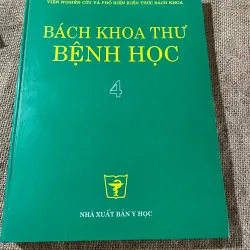 VIỆN NGHIÊN CỨU VÀ PHỔ BIẾN KIẾN THỨC BÁCH KHOA
BÁCH KHOA THƯ
BỆNH HỌC
4
NHÀ XUẤT BẢN Y HỌC